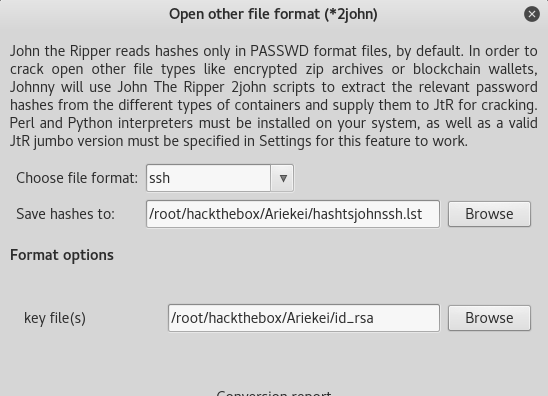 Open other file format (*2john)
John the Ripper reads hashes only in PASSWD format files, by default. In order to
crack open other file types like encrypted zip archives or blockchain wallets,
Johnny will use John The Ripper 2john scripts to extract the relevant password
hashes from the different types of containers and supply them to JtR for cracking.
Perl and Python interpreters must be installed on your system, as well as a valid
JtR jumbo version must be specified in Settings for this feature to work.
Choose file format: ssh
Save hashes to: /root/hackthebox/Ariekei/hashtsjohnssh.lst Browse
Format options
key file(s) /root/hackthebox/Ariekei/id_rsa Browse
Conversion report